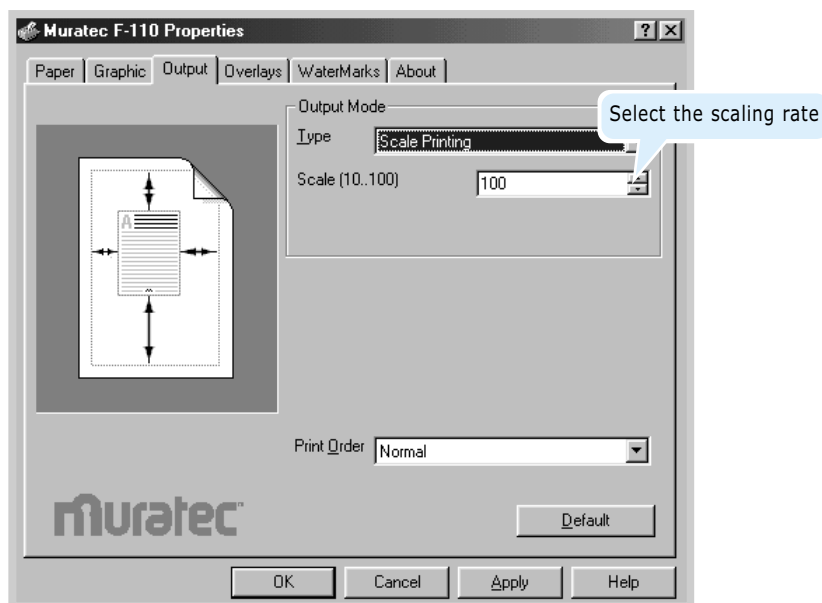 Muratec F-110 Properties
Paper Graphic Output Overlays WaterMarks About
Output Mode
Select the scaling rate
Type Scale Printing
Scale (10..100) 100
A
Print Order Normal
muratec
Default
OK Cancel Apply Help